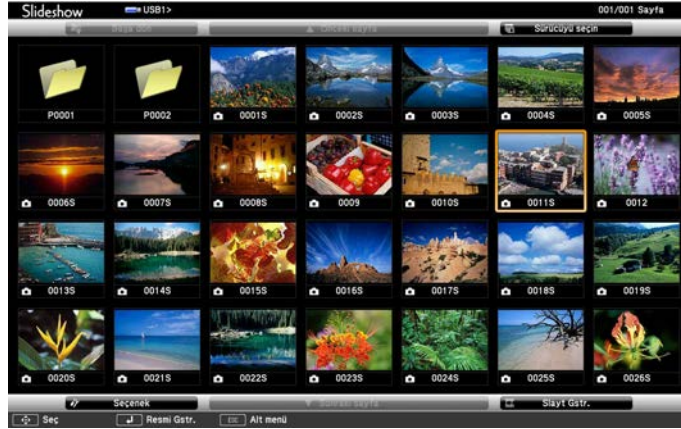 Slideshow USB1> 001/001 Sayfa
Başa dön Önceki sayfa Sürücüyü seçin
P0001 P0002 0001S 0002S 0003S 0004S 0005S
0006S 0007S 0008S 0009 0010S 0011S 0012
0013S 0014S 0015S 0016S 0017S 0018S 0019S
0020S 0021S 0022S 0023S 0024S 0025S 0026S
Seçenek Sonraki sayfa Slayt Gstr.
Seç Resmi Gstr. ESC Alt menü